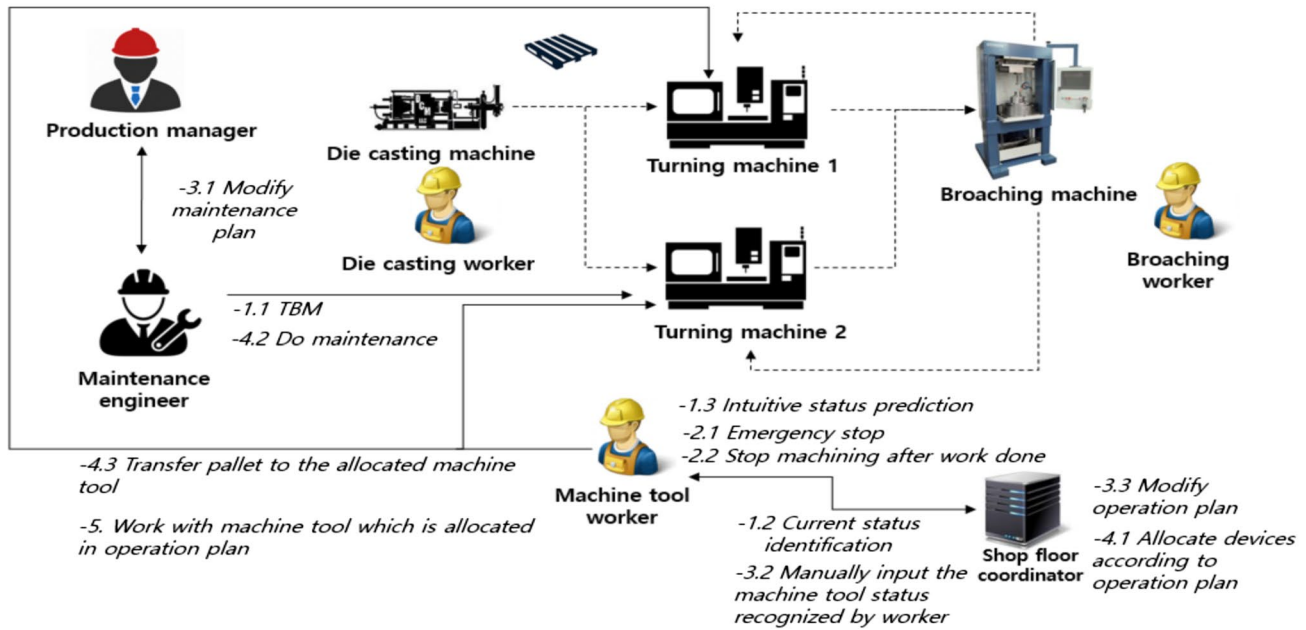 Production manager
-3.1 Modify
maintenance
plan
Maintenance
engineer
Die casting machine
Die casting worker
-1.1 TBM
-4.2 Do maintenance
Turning machine 1
Turning machine 2
Broaching machine
Broaching
worker
-4.3 Transfer pallet to the allocated machine
tool
-5. Work with machine tool which is allocated
in operation plan
Machine tool
worker
-1.3 Intuitive status prediction
-2.1 Emergency stop
-2.2 Stop machining after work done
-1.2 Current status
identification
-3.2 Manually input the
machine tool status
recognized by worker
Shop floor
coordinator
-3.3 Modify
operation plan
-4.1 Allocate devices
according to
operation plan